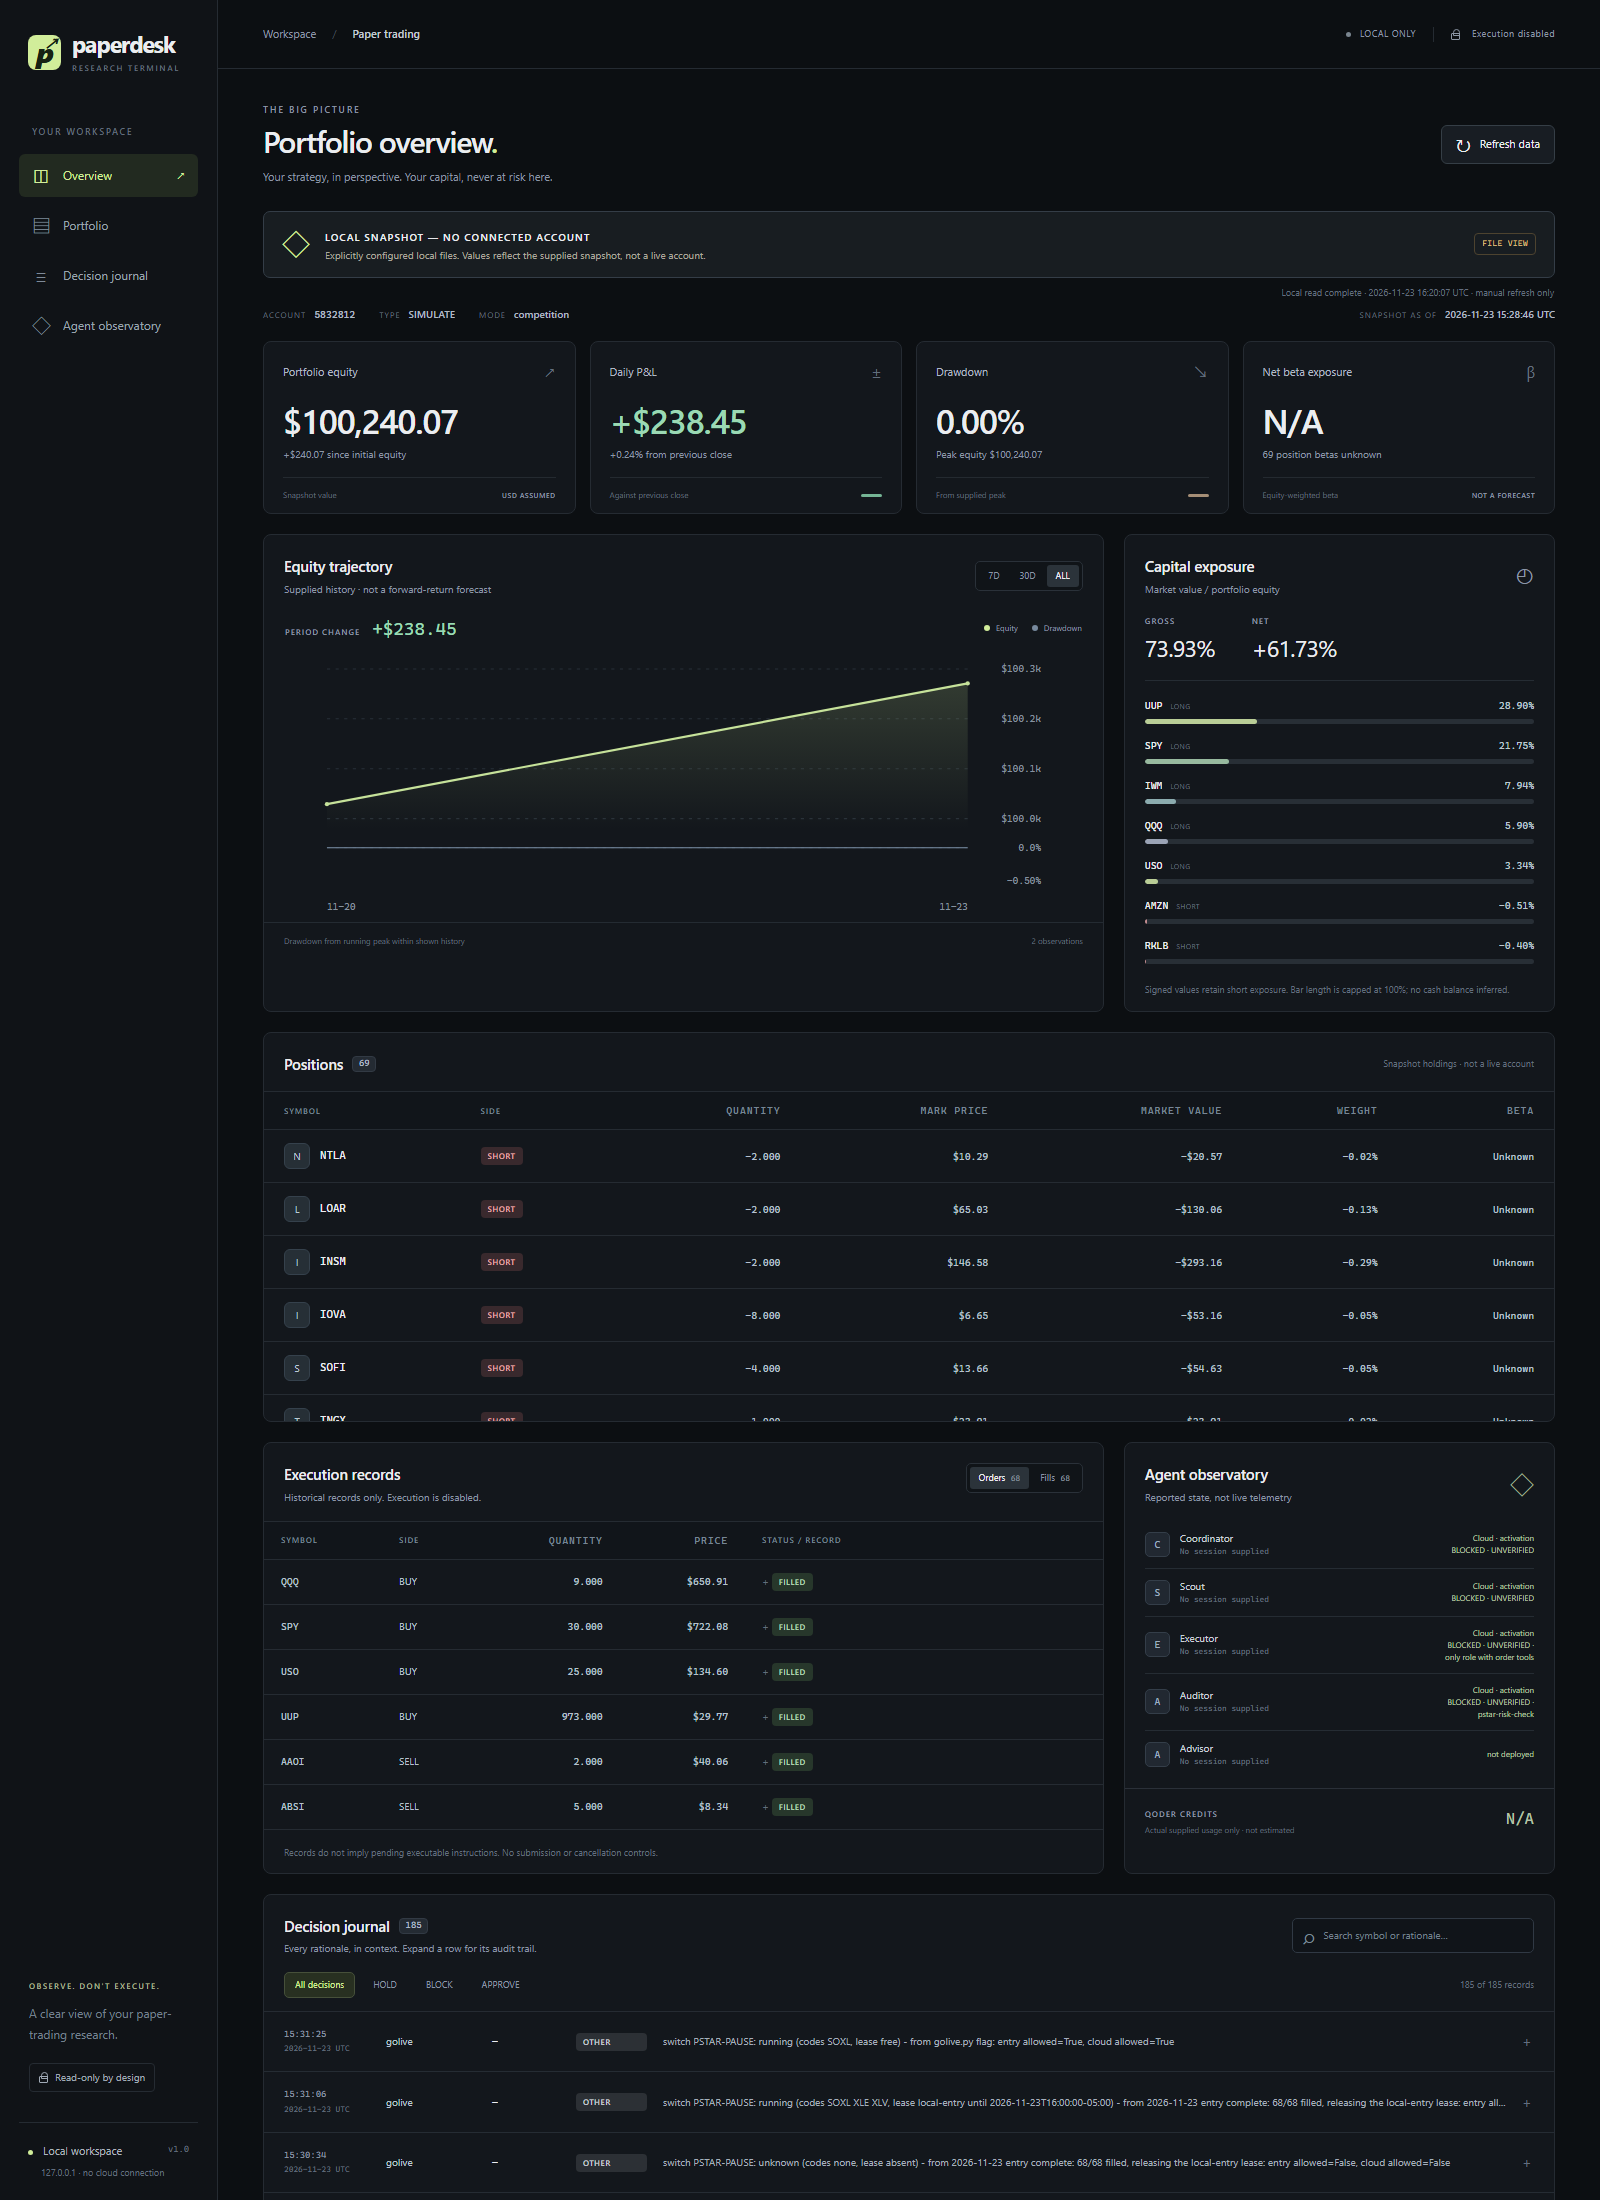 paperdesk
RESEARCH TERMINAL
YOUR WORKSPACE
Overview ↗
Portfolio
Decision journal
Agent observatory
OBSERVE. DON'T EXECUTE.
A clear view of your paper-
trading research.
Read-only by design
Local workspace v1.0
127.0.0.1 · no cloud connection
Workspace / Paper trading
LOCAL ONLY Execution disabled
THE BIG PICTURE
Portfolio overview.
Your strategy, in perspective. Your capital, never at risk here.
Refresh data
LOCAL SNAPSHOT — NO CONNECTED ACCOUNT
Explicitly configured local files. Values reflect the supplied snapshot, not a live account.
FILE VIEW
Local read complete · 2026-11-23 16:20:07 UTC · manual refresh only
ACCOUNT 5832812 TYPE SIMULATE MODE competition
SNAPSHOT AS OF 2026-11-23 15:28:46 UTC
Portfolio equity ↗
$100,240.07
+$240.07 since initial equity
Snapshot value USD ASSUMED
Daily P&L ±
+$238.45
+0.24% from previous close
Against previous close
Drawdown ↘
0.00%
Peak equity $100,240.07
From supplied peak
Net beta exposure β
N/A
69 position betas unknown
Equity-weighted beta NOT A FORECAST
Equity trajectory
Supplied history · not a forward-return forecast
7D 30D ALL
PERIOD CHANGE +$238.45
Equity Drawdown
$100.3k
$100.2k
$100.1k
$100.0k
0.0%
−0.50%
11-20 11-23
Drawdown from running peak within shown history 2 observations
Capital exposure
Market value / portfolio equity
GROSS NET
73.93% +61.73%
UUP LONG 28.90%
SPY LONG 21.75%
IWM LONG 7.94%
QQQ LONG 5.90%
USO LONG 3.34%
AMZN SHORT −0.51%
RKLB SHORT −0.40%
Signed values retain short exposure. Bar length is capped at 100%; no cash balance inferred.
Positions 69
Snapshot holdings · not a live account
SYMBOL SIDE QUANTITY MARK PRICE MARKET VALUE WEIGHT BETA
N NTLA SHORT −2.000 $10.29 −$20.57 −0.02% Unknown
L LOAR SHORT −2.000 $65.03 −$130.06 −0.13% Unknown
I INSM SHORT −2.000 $146.58 −$293.16 −0.29% Unknown
I IOVA SHORT −8.000 $6.65 −$53.16 −0.05% Unknown
S SOFI SHORT −4.000 $13.66 −$54.63 −0.05% Unknown
Execution records
Historical records only. Execution is disabled.
Orders 68 Fills 68
SYMBOL SIDE QUANTITY PRICE STATUS / RECORD
QQQ BUY 9.000 $650.91 + FILLED
SPY BUY 30.000 $722.08 + FILLED
USO BUY 25.000 $134.60 + FILLED
UUP BUY 973.000 $29.77 + FILLED
AAOI SELL 2.000 $40.06 + FILLED
ABSI SELL 5.000 $8.34 + FILLED
Records do not imply pending executable instructions. No submission or cancellation controls.
Agent observatory
Reported state, not live telemetry
C Coordinator
No session supplied
Cloud · activation
BLOCKED · UNVERIFIED
S Scout
No session supplied
Cloud · activation
BLOCKED · UNVERIFIED
E Executor
No session supplied
Cloud · activation
BLOCKED · UNVERIFIED ·
only role with order tools
A Auditor
No session supplied
Cloud · activation
BLOCKED · UNVERIFIED ·
pstar-risk-check
A Advisor
No session supplied
not deployed
QODER CREDITS
Actual supplied usage only · not estimated
N/A
Decision journal 185
Every rationale, in context. Expand a row for its audit trail.
Search symbol or rationale...
All decisions HOLD BLOCK APPROVE
185 of 185 records
15:31:25
2026-11-23 UTC
golive — OTHER switch PSTAR-PAUSE: running (codes SOXL, lease free) - from golive.py flag: entry allowed=True, cloud allowed=True +
15:31:06
2026-11-23 UTC
golive — OTHER switch PSTAR-PAUSE: running (codes SOXL XLE XLV, lease local-entry until 2026-11-23T16:00:00-05:00) - from 2026-11-23 entry complete: 68/68 filled, releasing the local-entry lease: entry all... +
15:30:34
2026-11-23 UTC
golive — OTHER switch PSTAR-PAUSE: unknown (codes none, lease absent) - from 2026-11-23 entry complete: 68/68 filled, releasing the local-entry lease: entry allowed=False, cloud allowed=False +